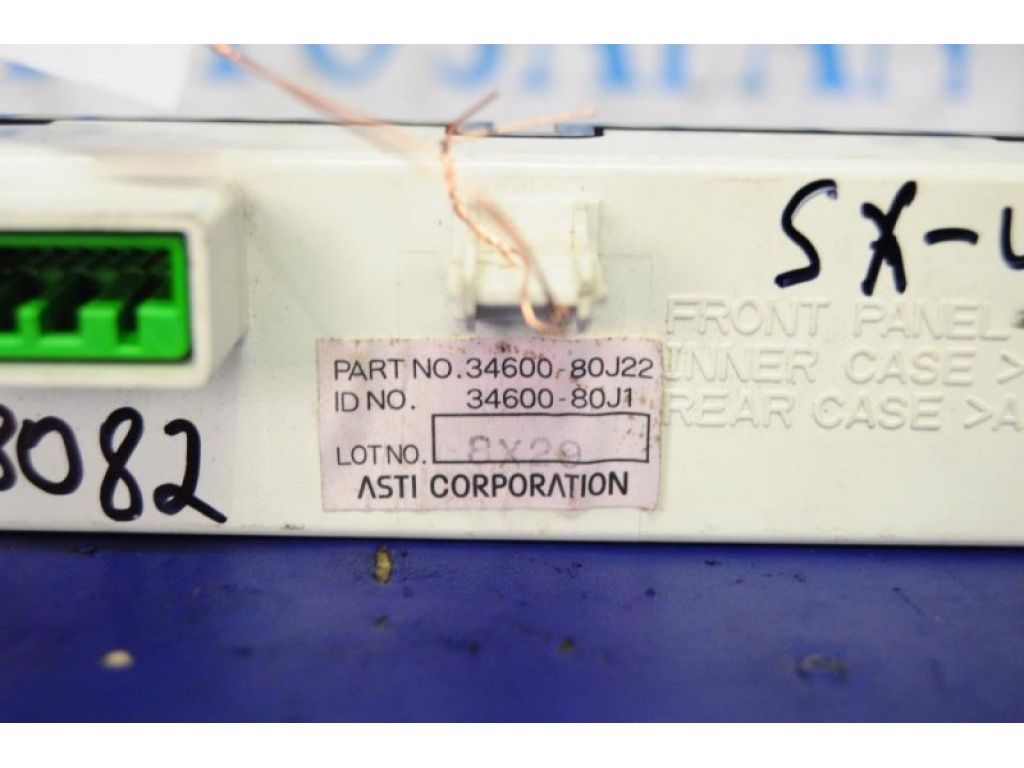 SX-
FRONT PANEL
INNER CASE >
REAR CASE >A
PART NO. 34600-80J22
ID NO. 34600-80J1
LOT NO. 8X29
ASTI CORPORATION
8082